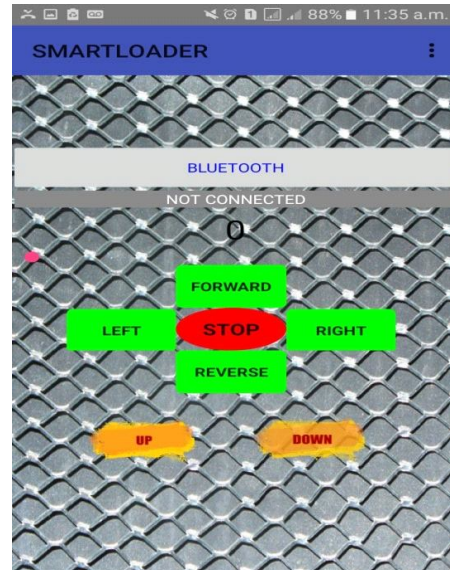 88% 11:35 a.m.
SMARTLOADER
BLUETOOTH
NOT CONNECTED
0
FORWARD
LEFT STOP RIGHT
REVERSE
UP DOWN